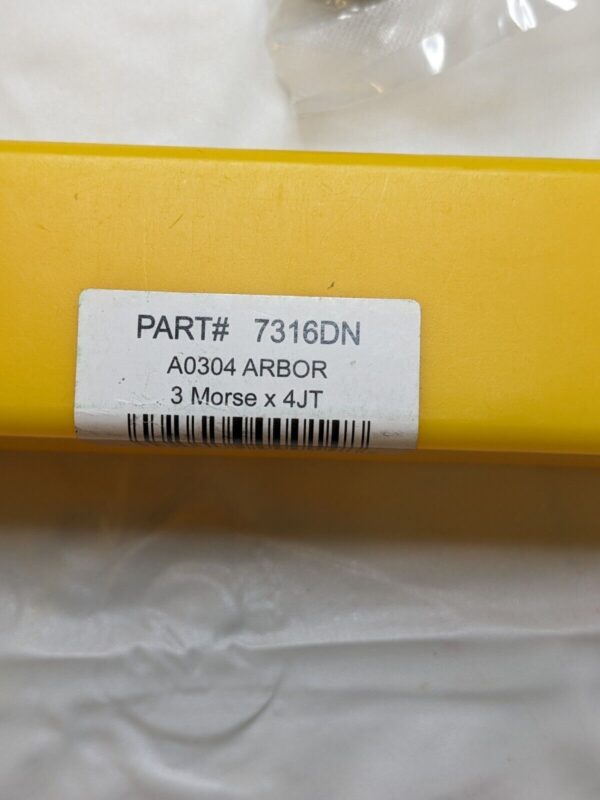 PART# 7316DN
A0304 ARBOR
3 Morse x 4JT